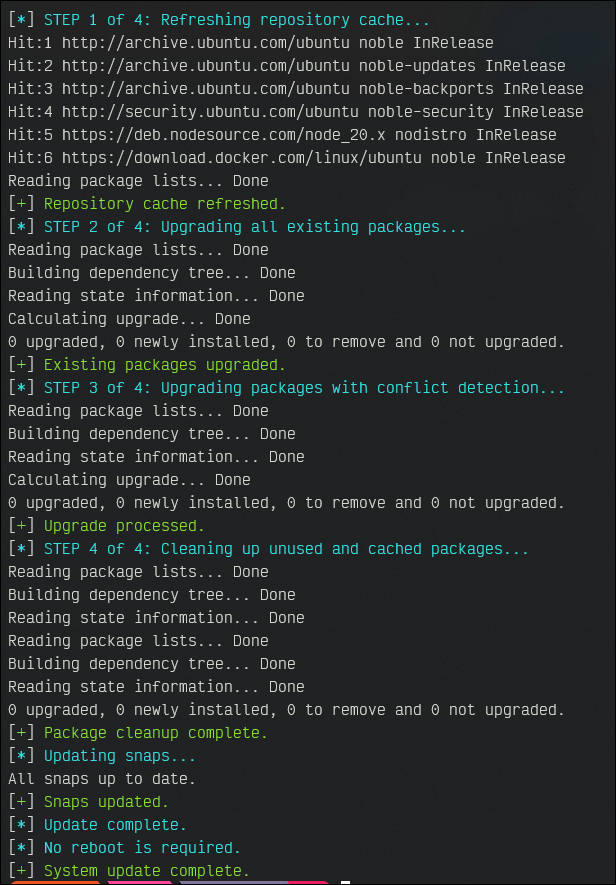 [*] STEP 1 of 4: Refreshing repository cache...
Hit:1 http://archive.ubuntu.com/ubuntu noble InRelease
Hit:2 http://archive.ubuntu.com/ubuntu noble-updates InRelease
Hit:3 http://archive.ubuntu.com/ubuntu noble-backports InRelease
Hit:4 http://security.ubuntu.com/ubuntu noble-security InRelease
Hit:5 https://deb.nodesource.com/node_20.x nodistro InRelease
Hit:6 https://download.docker.com/linux/ubuntu noble InRelease
Reading package lists... Done
[+] Repository cache refreshed.
[*] STEP 2 of 4: Upgrading all existing packages...
Reading package lists... Done
Building dependency tree... Done
Reading state information... Done
Calculating upgrade... Done
0 upgraded, 0 newly installed, 0 to remove and 0 not upgraded.
[+] Existing packages upgraded.
[*] STEP 3 of 4: Upgrading packages with conflict detection...
Reading package lists... Done
Building dependency tree... Done
Reading state information... Done
Calculating upgrade... Done
0 upgraded, 0 newly installed, 0 to remove and 0 not upgraded.
[+] Upgrade processed.
[*] STEP 4 of 4: Cleaning up unused and cached packages...
Reading package lists... Done
Building dependency tree... Done
Reading state information... Done
Reading package lists... Done
Building dependency tree... Done
Reading state information... Done
0 upgraded, 0 newly installed, 0 to remove and 0 not upgraded.
[+] Package cleanup complete.
[*] Updating snaps...
All snaps up to date.
[+] Snaps updated.
[*] Update complete.
[*] No reboot is required.
[+] System update complete.